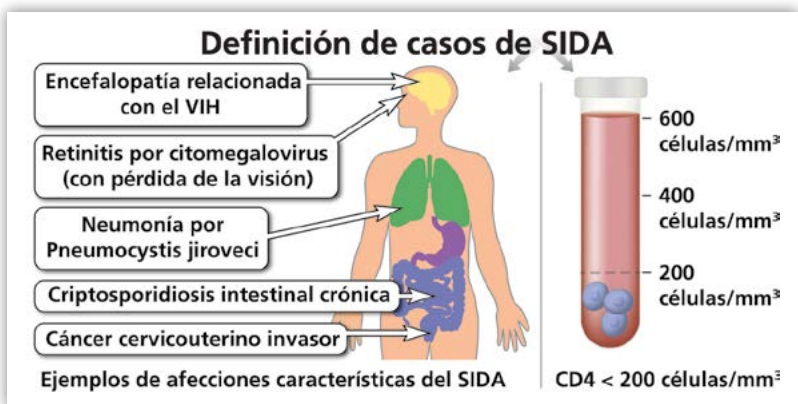 Definición de casos de SIDA
Encefalopatía relacionada
con el VIH
Retinitis por citomegalovirus
(con pérdida de la visión)
Neumonía por
Pneumocystis jiroveci
Criptosporidiosis intestinal crónica
Cáncer cervicouterino invasor
Ejemplos de afecciones características del SIDA
600
células/mm³
400
células/mm³
200
células/mm³
CD4 < 200 células/mm³